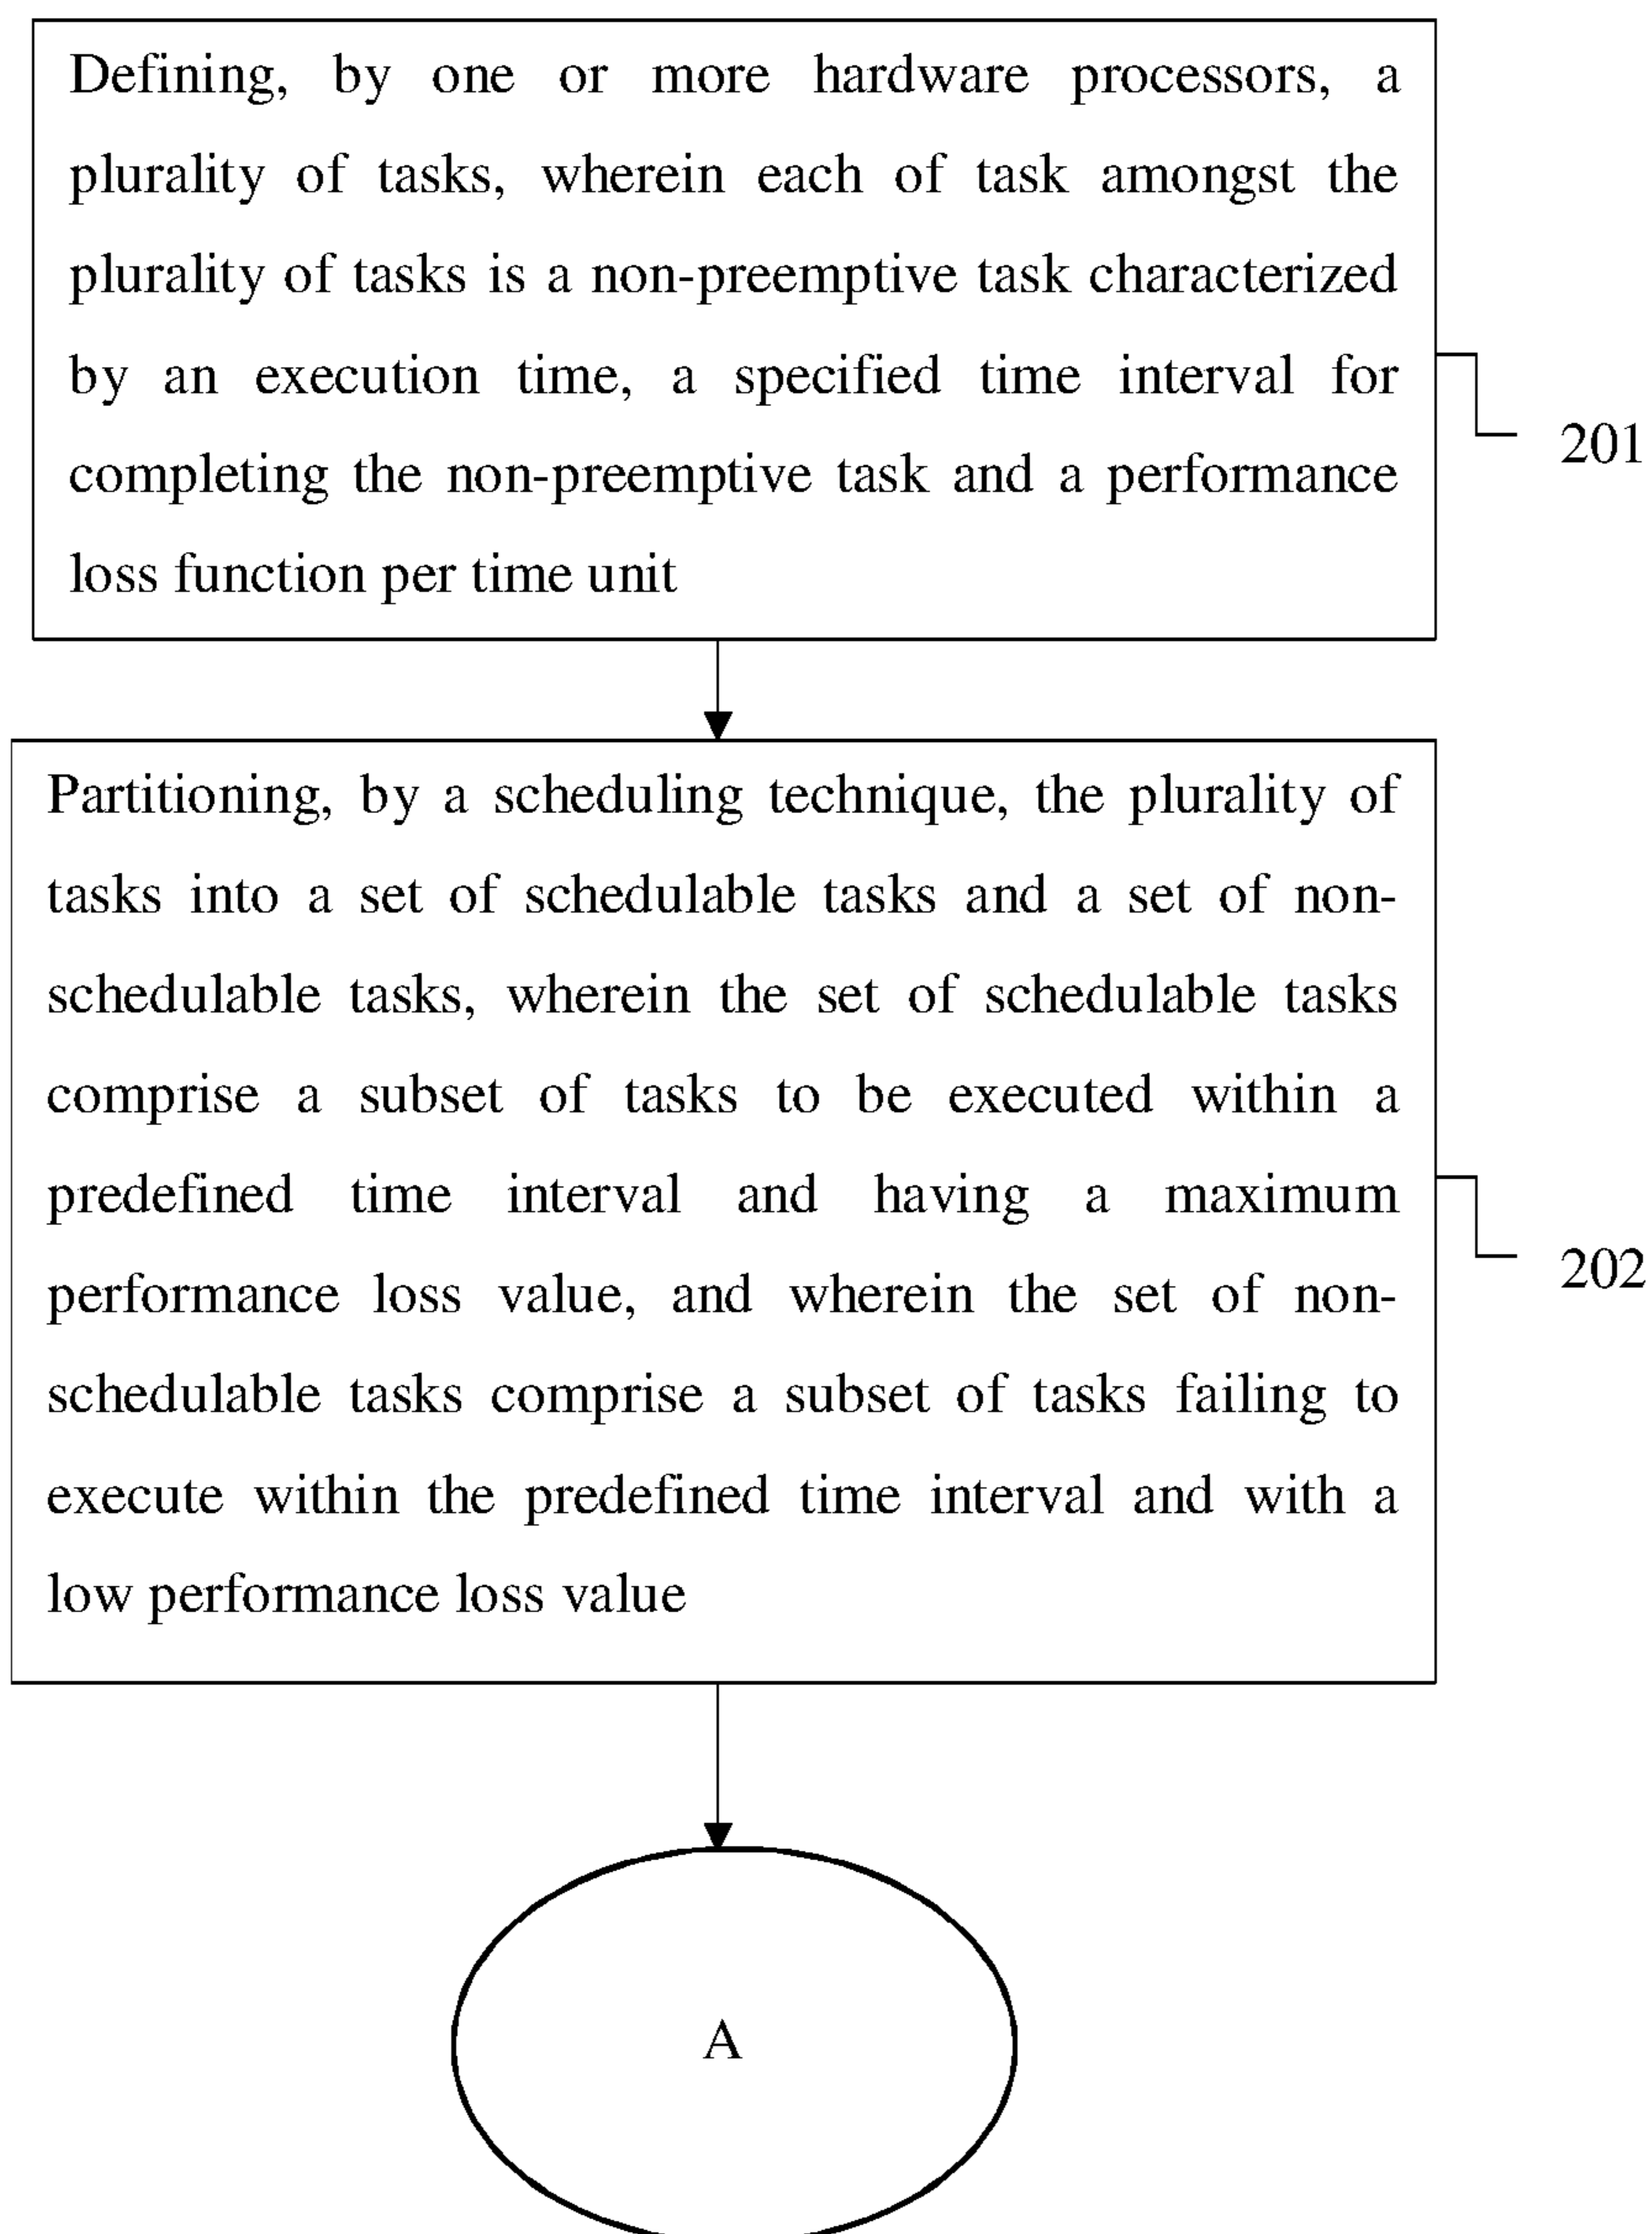 Defining, by one or more hardware processors, a
plurality of tasks, wherein each of task amongst the
plurality of tasks is a non-preemptive task characterized
by an execution time, a specified time interval for
completing the non-preemptive task and a performance
loss function per time unit
201
Partitioning, by a scheduling technique, the plurality of
tasks into a set of schedulable tasks and a set of non-
schedulable tasks, wherein the set of schedulable tasks
comprise a subset of tasks to be executed within a
predefined time interval and having a maximum
performance loss value, and wherein the set of non-
schedulable tasks comprise a subset of tasks failing to
execute within the predefined time interval and with a
low performance loss value
202
A